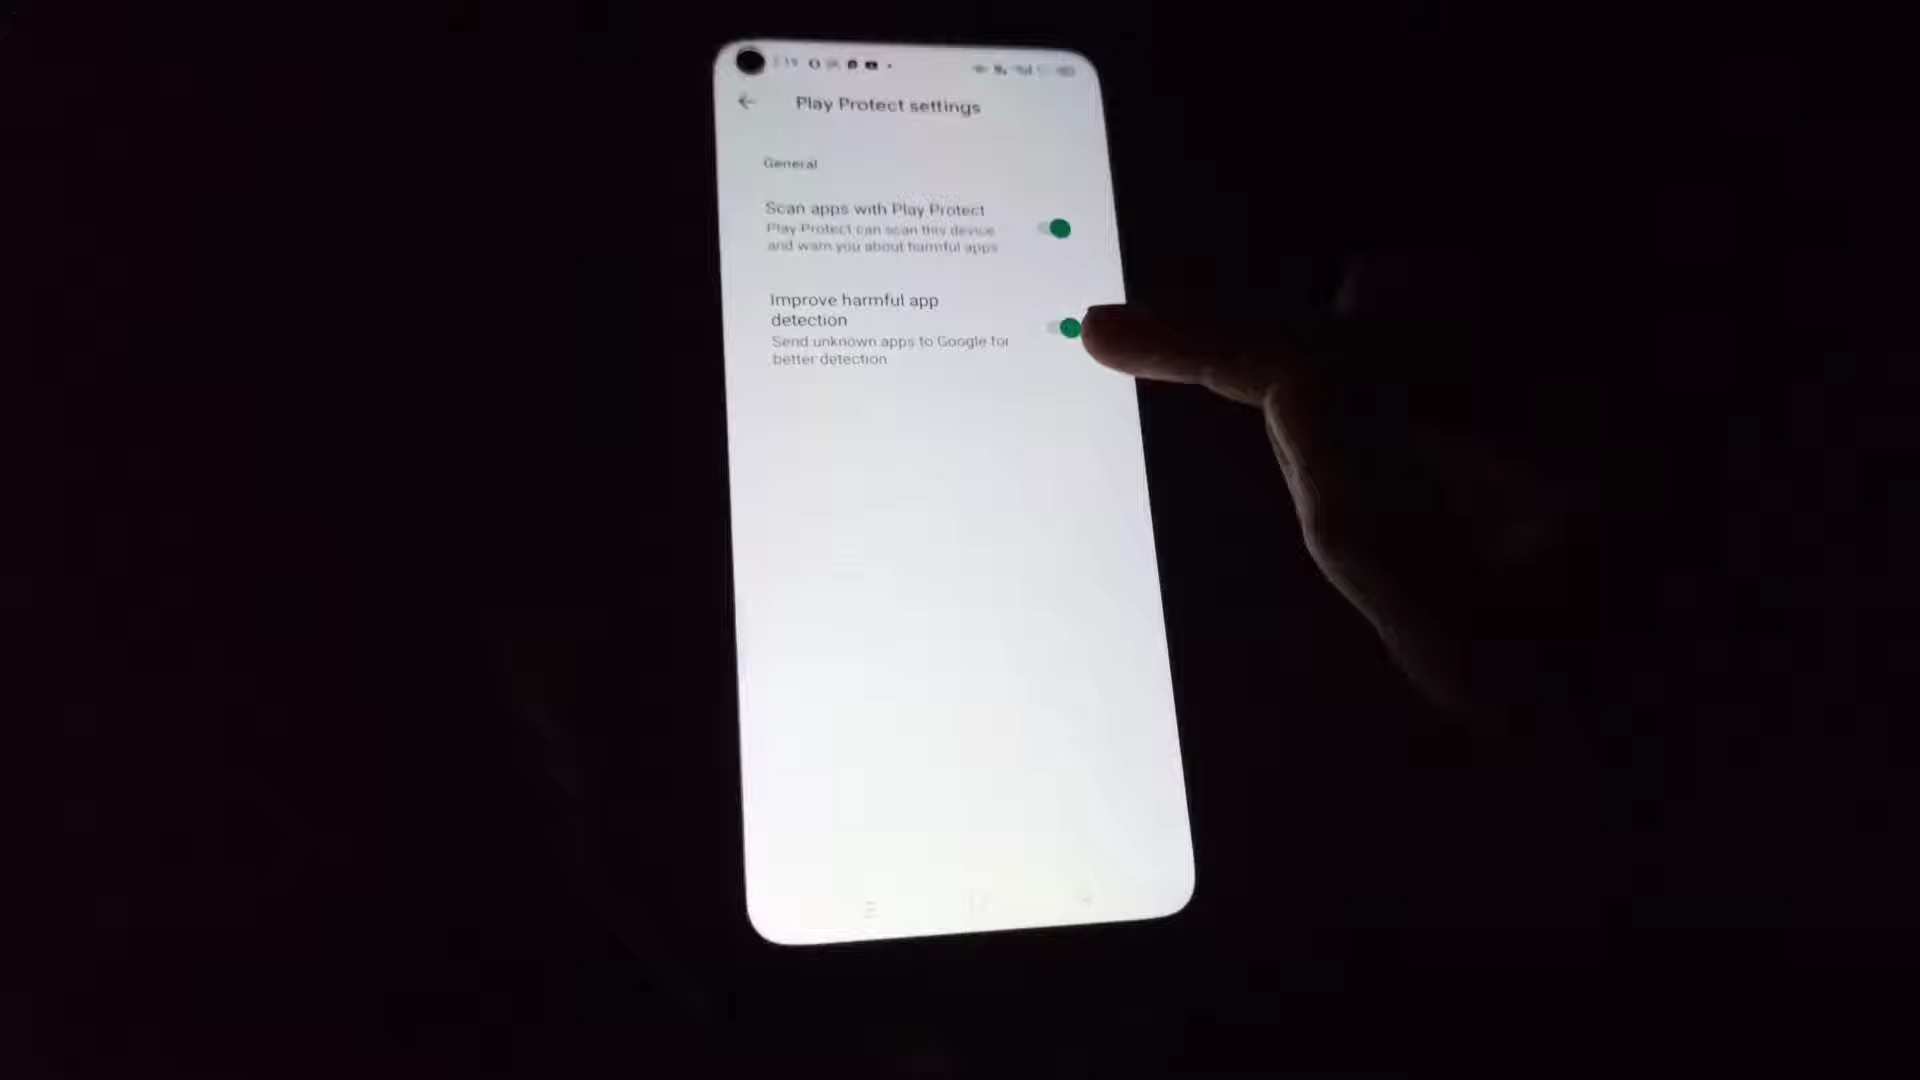 Play Protect settings
General
Scan apps with Play Protect
Play Protect can scan this device
and warn you about harmful apps
Improve harmful app
detection
Send unknown apps to Google for
better detection